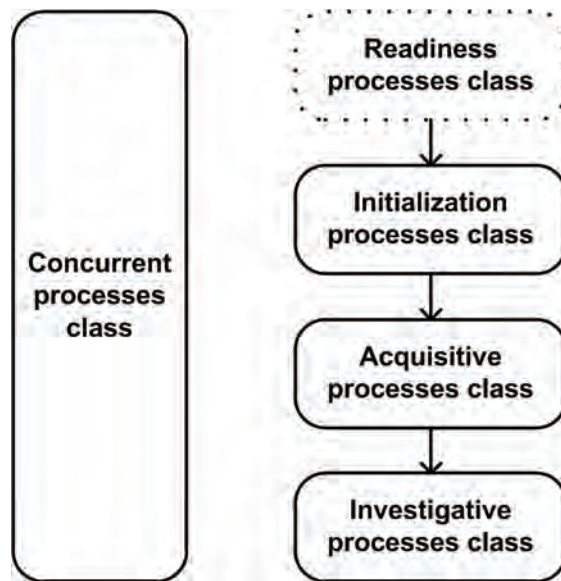 Concurrent
processes
class
Readiness
processes class
Initialization
processes class
Acquisitive
processes class
Investigative
processes class